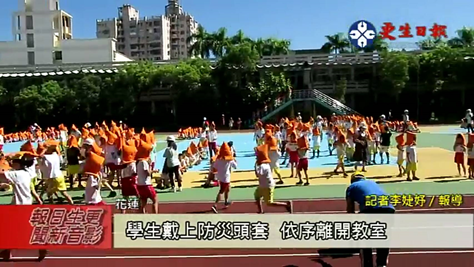 更生日報
記者李婕妤／報導
花蓮
報日生更
聞新音影
學生戴上防災頭套 依序離開教室